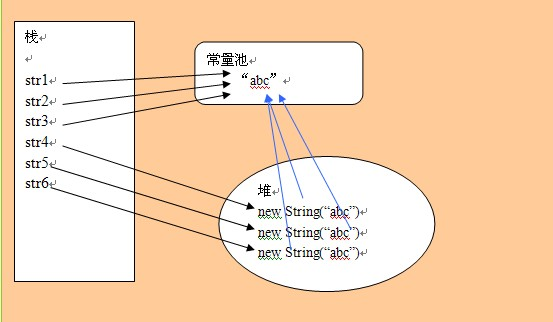 栈
str1
str2
str3
str4
str5
str6
常量池
“abc”
堆
new String(“abc”)
new String(“abc”)
new String(“abc”)